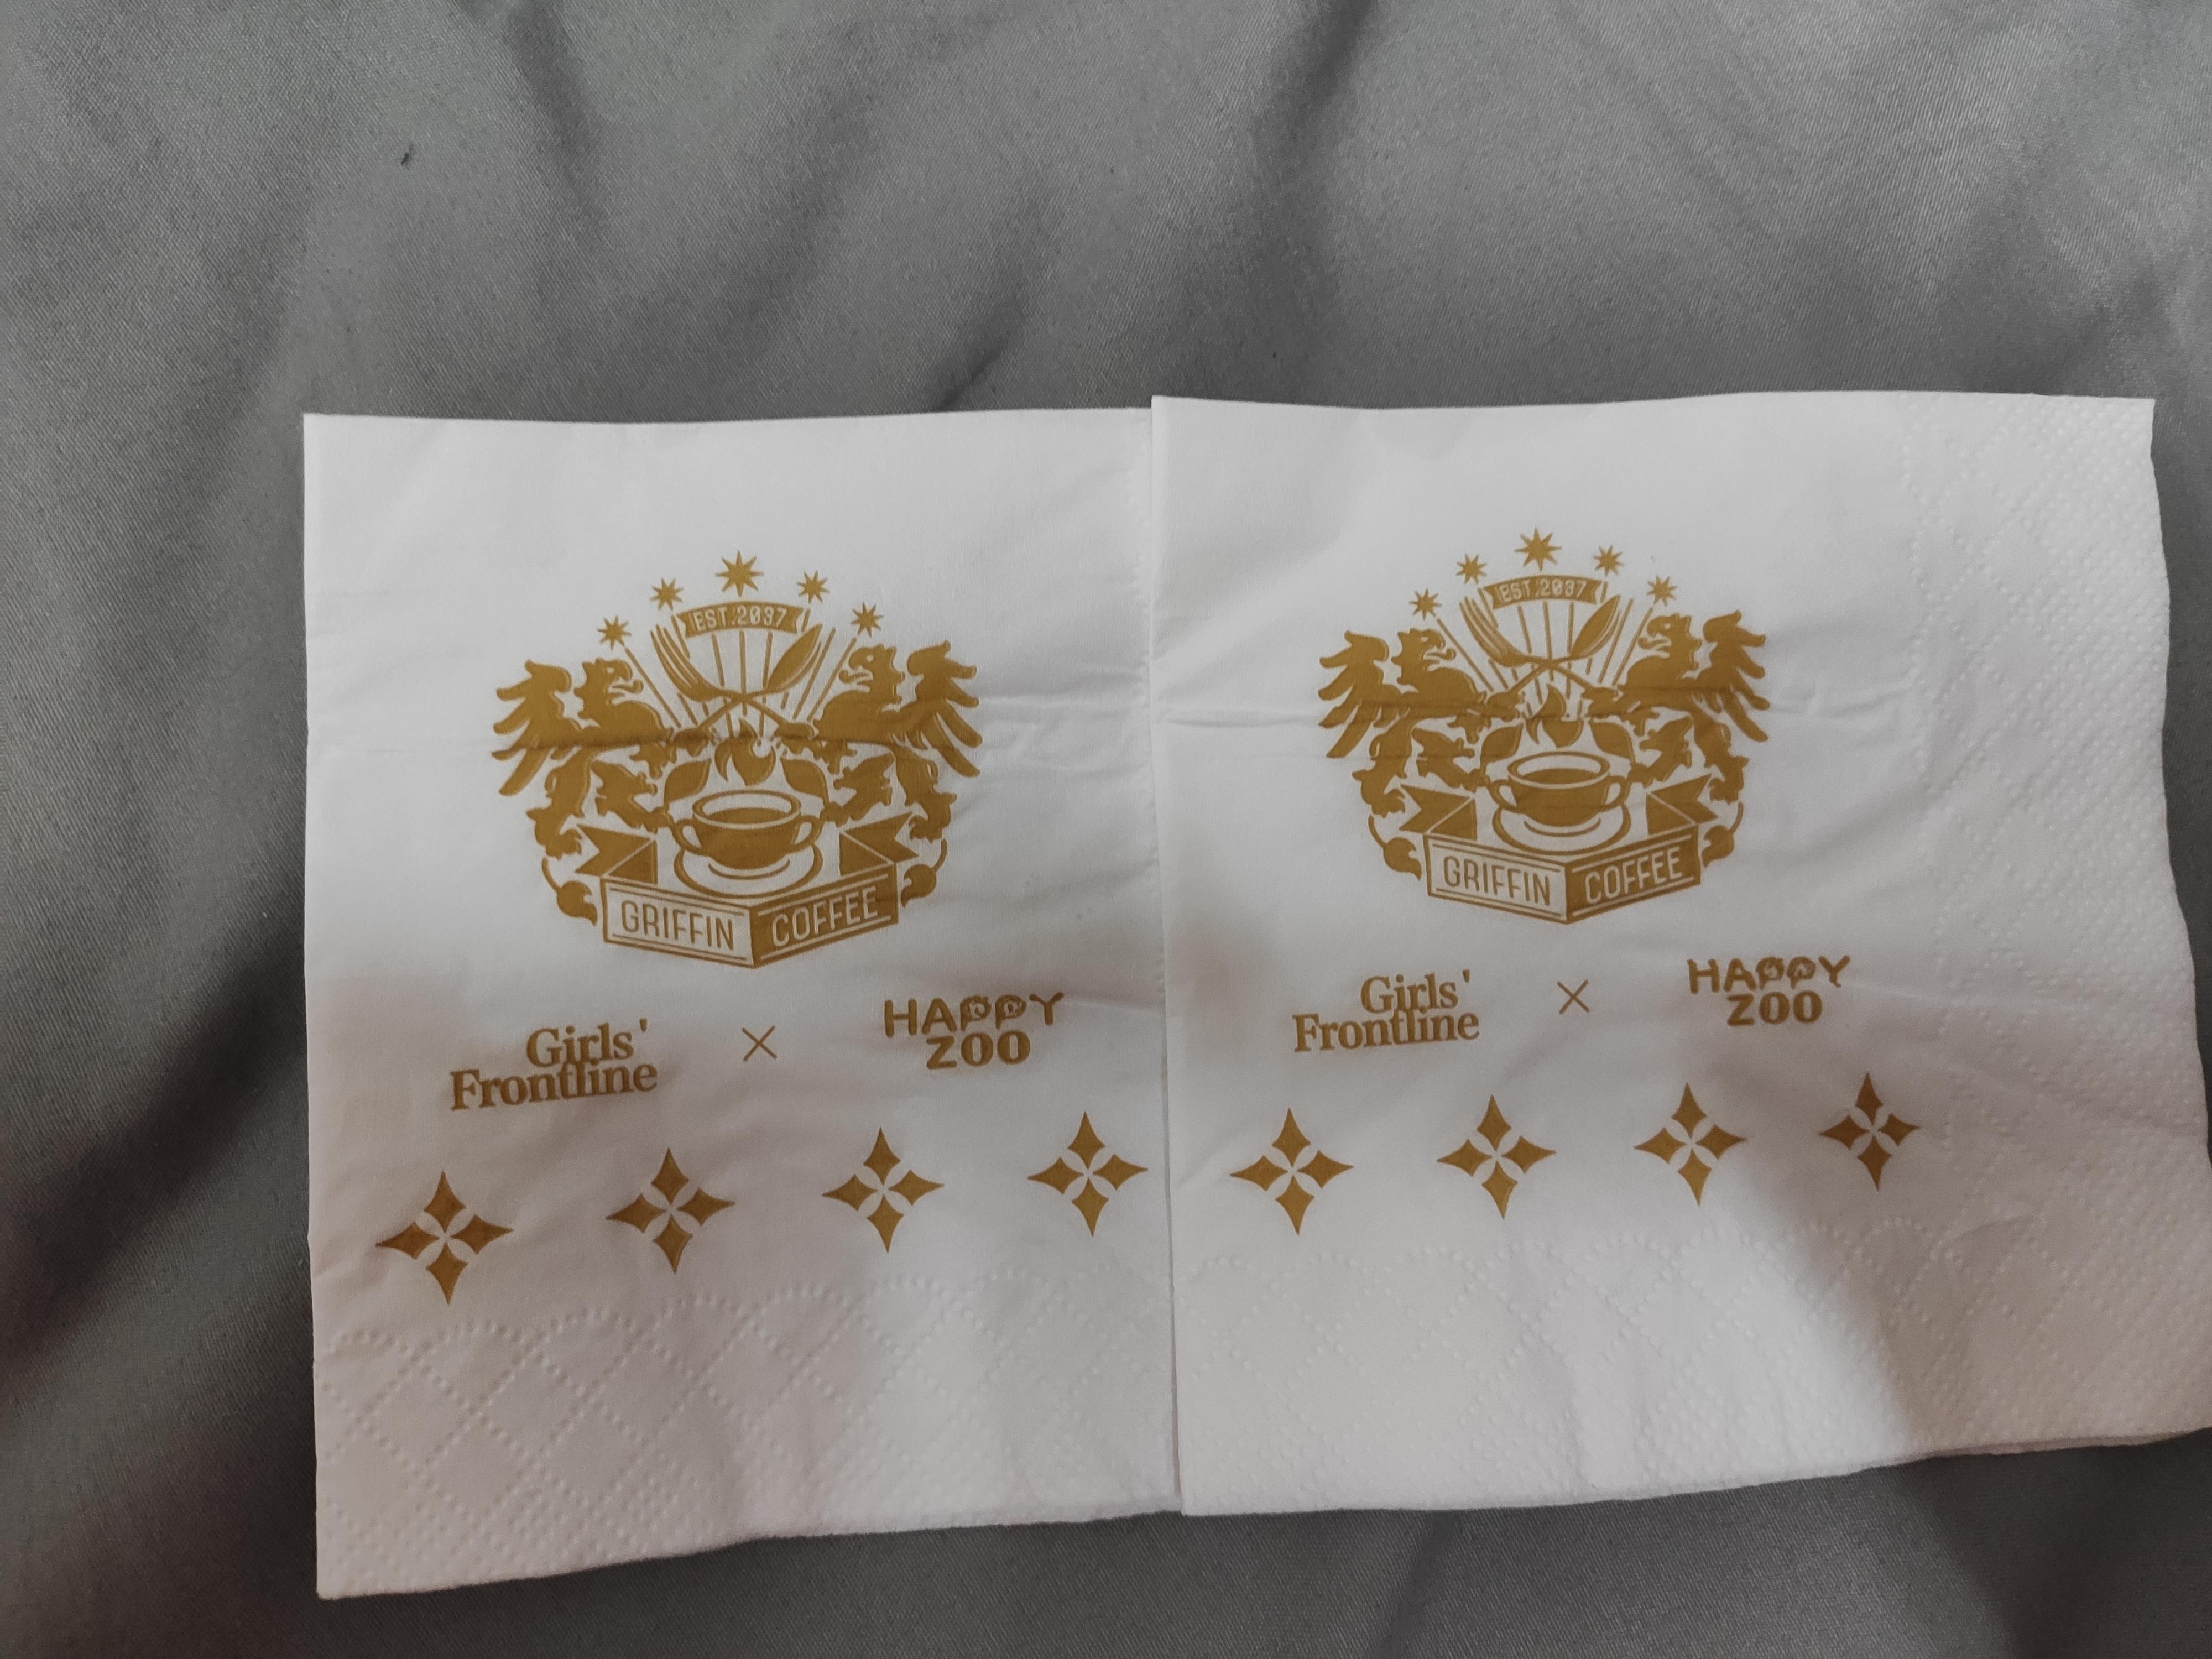 EST.2037
GRIFFIN COFFEE
Girls'
Frontline
×
HAPPY
ZOO
EST.2037
GRIFFIN COFFEE
Girls'
Frontline
×
HAPPY
ZOO